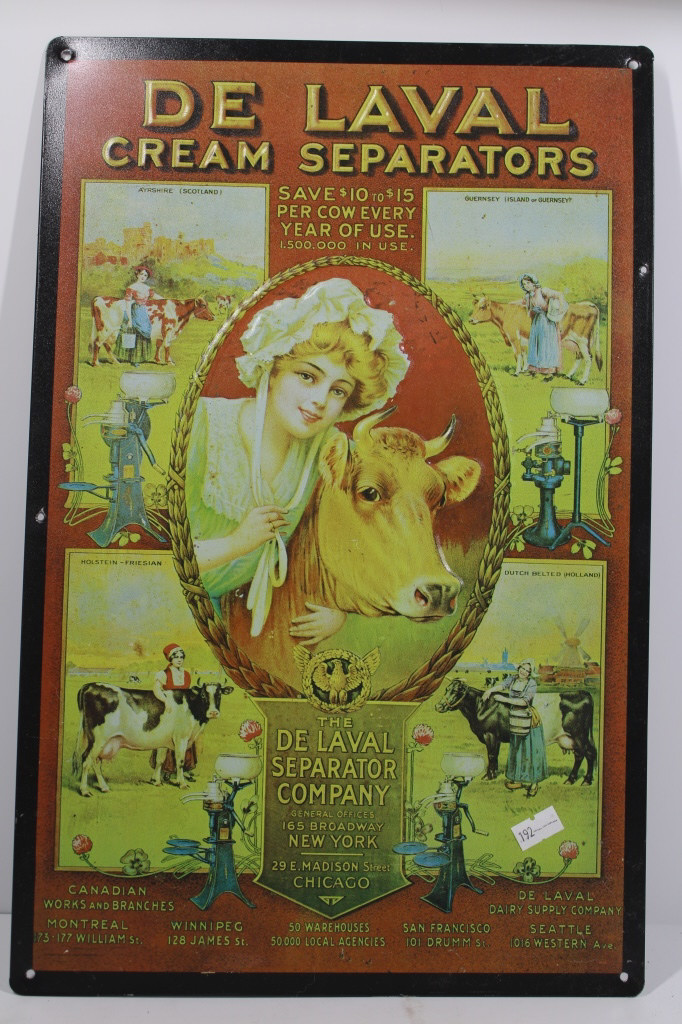 DE LAVAL
CREAM SEPARATORS
AYRSHIRE (SCOTLAND)
SAVE $10 TO $15
PER COW EVERY
YEAR OF USE.
1,500,000 IN USE.
GUERNSEY (ISLAND OF GUERNSEY)
HOLSTEIN-FRIESIAN
DUTCH BELTED (HOLLAND)
THE
DE LAVAL
SEPARATOR
COMPANY
GENERAL OFFICES
165 BROADWAY
NEW YORK
29 E. MADISON Street
CHICAGO
192
CANADIAN
WORKS AND BRANCHES
MONTREAL
173-177 WILLIAM St.
WINNIPEG
128 JAMES St.
50 WAREHOUSES
50,000 LOCAL AGENCIES
SAN FRANCISCO
101 DRUMM St.
DE LAVAL
DAIRY SUPPLY COMPANY
SEATTLE
1016 WESTERN Ave.